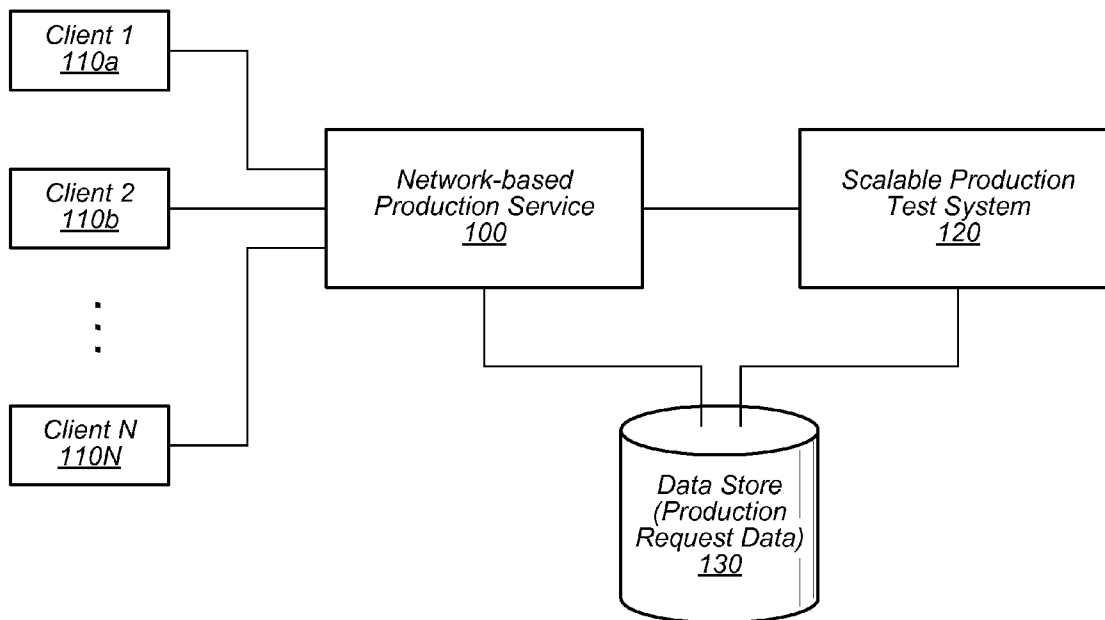 Client 1
110a
Client 2
110b
Client N
110N
Network-based
Production Service
100
Scalable Production
Test System
120
Data Store
(Production
Request Data)
130